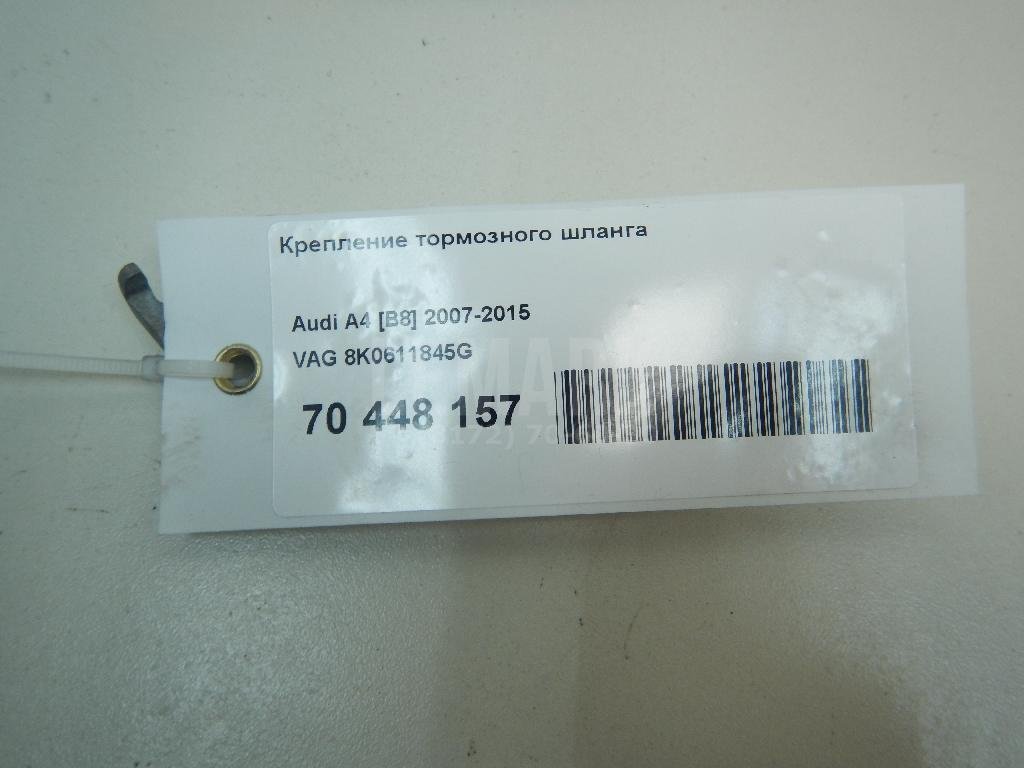 Крепление тормозного шланга
Audi A4 [B8] 2007-2015
VAG 8K0611845G
70 448 157